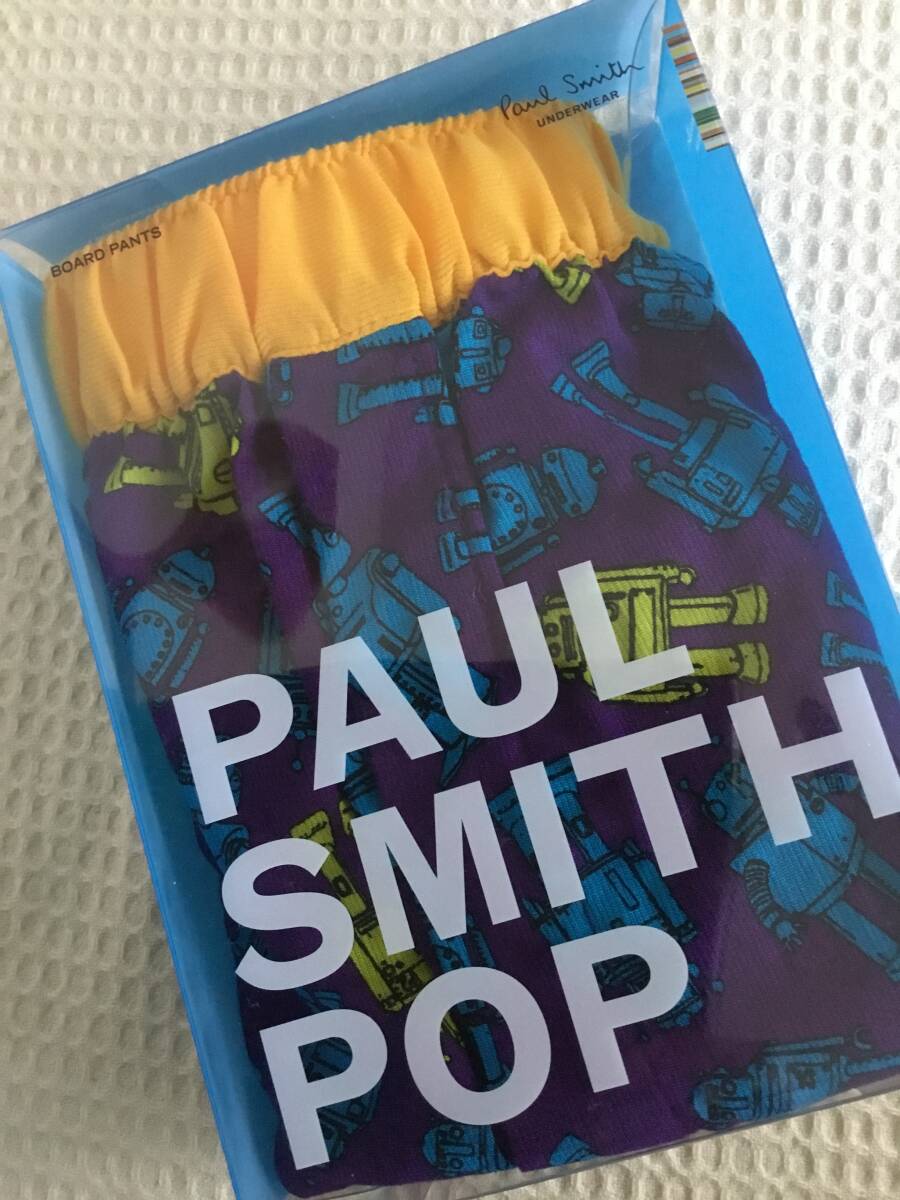 Paul Smith
UNDERWEAR
BOARD PANTS
PAUL
SMITH
POP